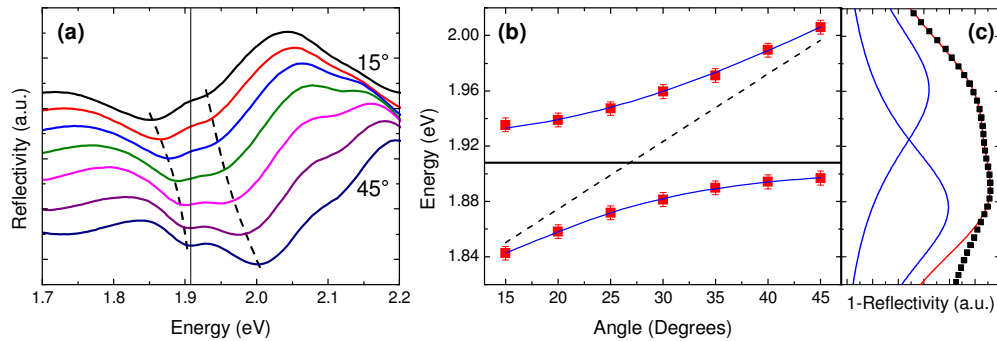 (a)
15°
45°
Reflectivity (a.u.)
1.7 1.8 1.9 2.0 2.1 2.2
Energy (eV)
(b)
2.00
1.96
1.92
1.88
1.84
Energy (eV)
15 20 25 30 35 40 45
Angle (Degrees)
(c)
1-Reflectivity (a.u.)